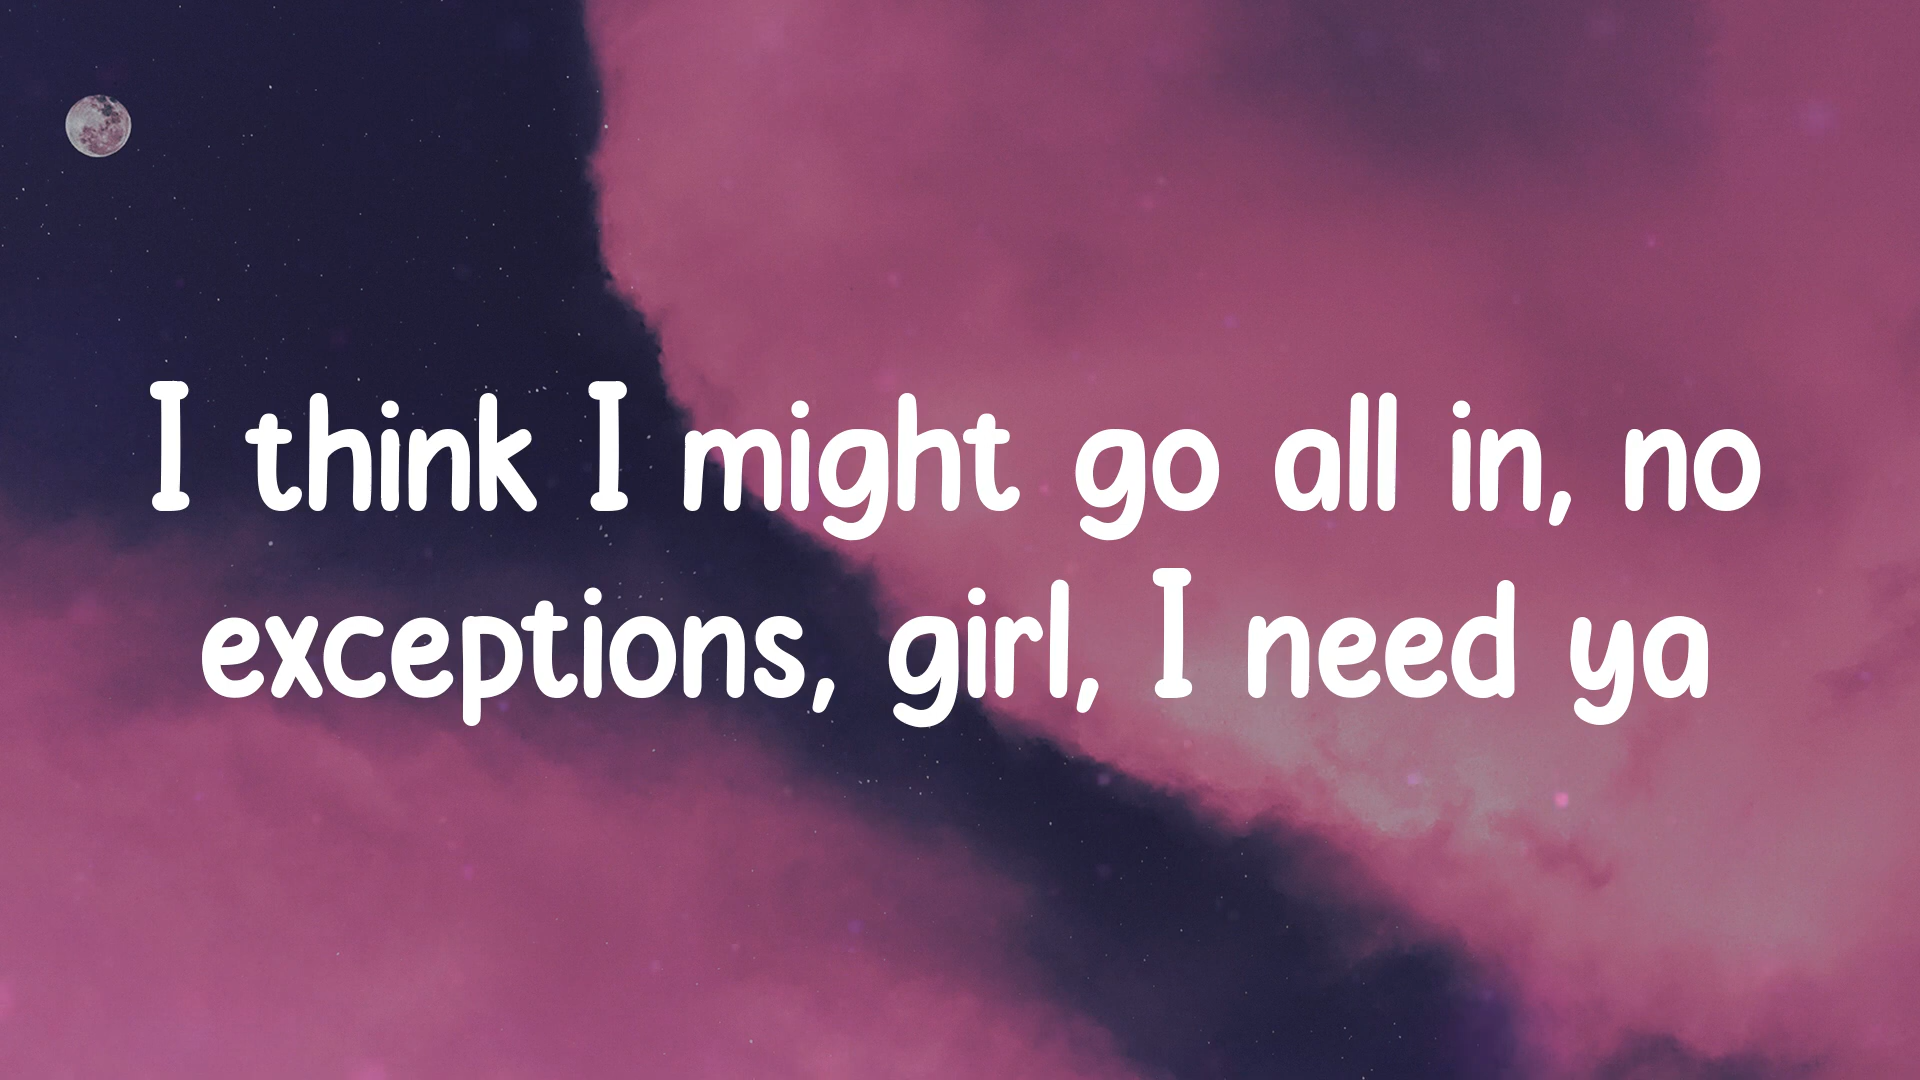 I think I might go all in, no
exceptions, girl, I need ya